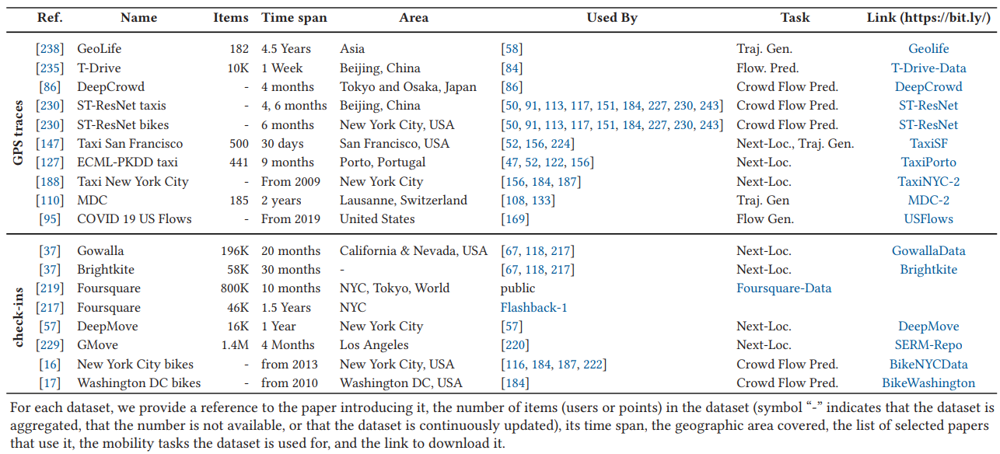 Ref. Name Items Time span Area Used By Task Link (https://bit.ly/)
GPS traces
[238] GeoLife 182 4.5 Years Asia [58] Traj. Gen. Geolife
[235] T-Drive 10K 1 Week Beijing, China [84] Flow. Pred. T-Drive-Data
[86] DeepCrowd - 4 months Tokyo and Osaka, Japan [86] Crowd Flow Pred. DeepCrowd
[230] ST-ResNet taxis - 4, 6 months Beijing, China [50, 91, 113, 117, 151, 184, 227, 230, 243] Crowd Flow Pred. ST-ResNet
[230] ST-ResNet bikes - 6 months New York City, USA [50, 91, 113, 117, 151, 184, 227, 230, 243] Crowd Flow Pred. ST-ResNet
[147] Taxi San Francisco 500 30 days San Francisco, USA [52, 156, 224] Next-Loc., Traj. Gen. TaxiSF
[127] ECML-PKDD taxi 441 9 months Porto, Portugal [47, 52, 122, 156] Next-Loc. TaxiPorto
[188] Taxi New York City - From 2009 New York City [156, 184, 187] Next-Loc. TaxiNYC-2
[110] MDC 185 2 years Lausanne, Switzerland [108, 133] Traj. Gen MDC-2
[95] COVID 19 US Flows - From 2019 United States [169] Flow Gen. USFlows
check-ins
[37] Gowalla 196K 20 months California & Nevada, USA [67, 118, 217] Next-Loc. GowallaData
[37] Brightkite 58K 30 months - [67, 118, 217] Next-Loc. Brightkite
[219] Foursquare 800K 10 months NYC, Tokyo, World public Foursquare-Data
[217] Foursquare 46K 1.5 Years NYC Flashback-1
[57] DeepMove 16K 1 Year New York City [57] Next-Loc. DeepMove
[229] GMove 1.4M 4 Months Los Angeles [220] Next-Loc. SERM-Repo
[16] New York City bikes - from 2013 New York City, USA [116, 184, 187, 222] Crowd Flow Pred. BikeNYCData
[17] Washington DC bikes - from 2010 Washington DC, USA [184] Crowd Flow Pred. BikeWashington
For each dataset, we provide a reference to the paper introducing it, the number of items (users or points) in the dataset (symbol “-” indicates that the dataset is
aggregated, that the number is not available, or that the dataset is continuously updated), its time span, the geographic area covered, the list of selected papers
that use it, the mobility tasks the dataset is used for, and the link to download it.